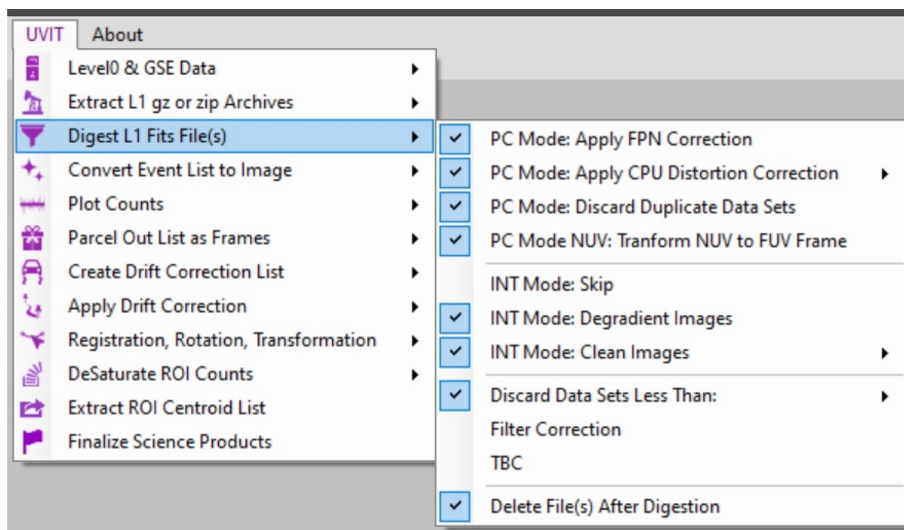 UVIT About
Level0 & GSE Data
Extract L1 gz or zip Archives
Digest L1 Fits File(s)
Convert Event List to Image
Plot Counts
Parcel Out List as Frames
Create Drift Correction List
Apply Drift Correction
Registration, Rotation, Transformation
DeSaturate ROI Counts
Extract ROI Centroid List
Finalize Science Products
PC Mode: Apply FPN Correction
PC Mode: Apply CPU Distortion Correction
PC Mode: Discard Duplicate Data Sets
PC Mode NUV: Tranform NUV to FUV Frame
INT Mode: Skip
INT Mode: Degradient Images
INT Mode: Clean Images
Discard Data Sets Less Than:
Filter Correction
TBC
Delete File(s) After Digestion